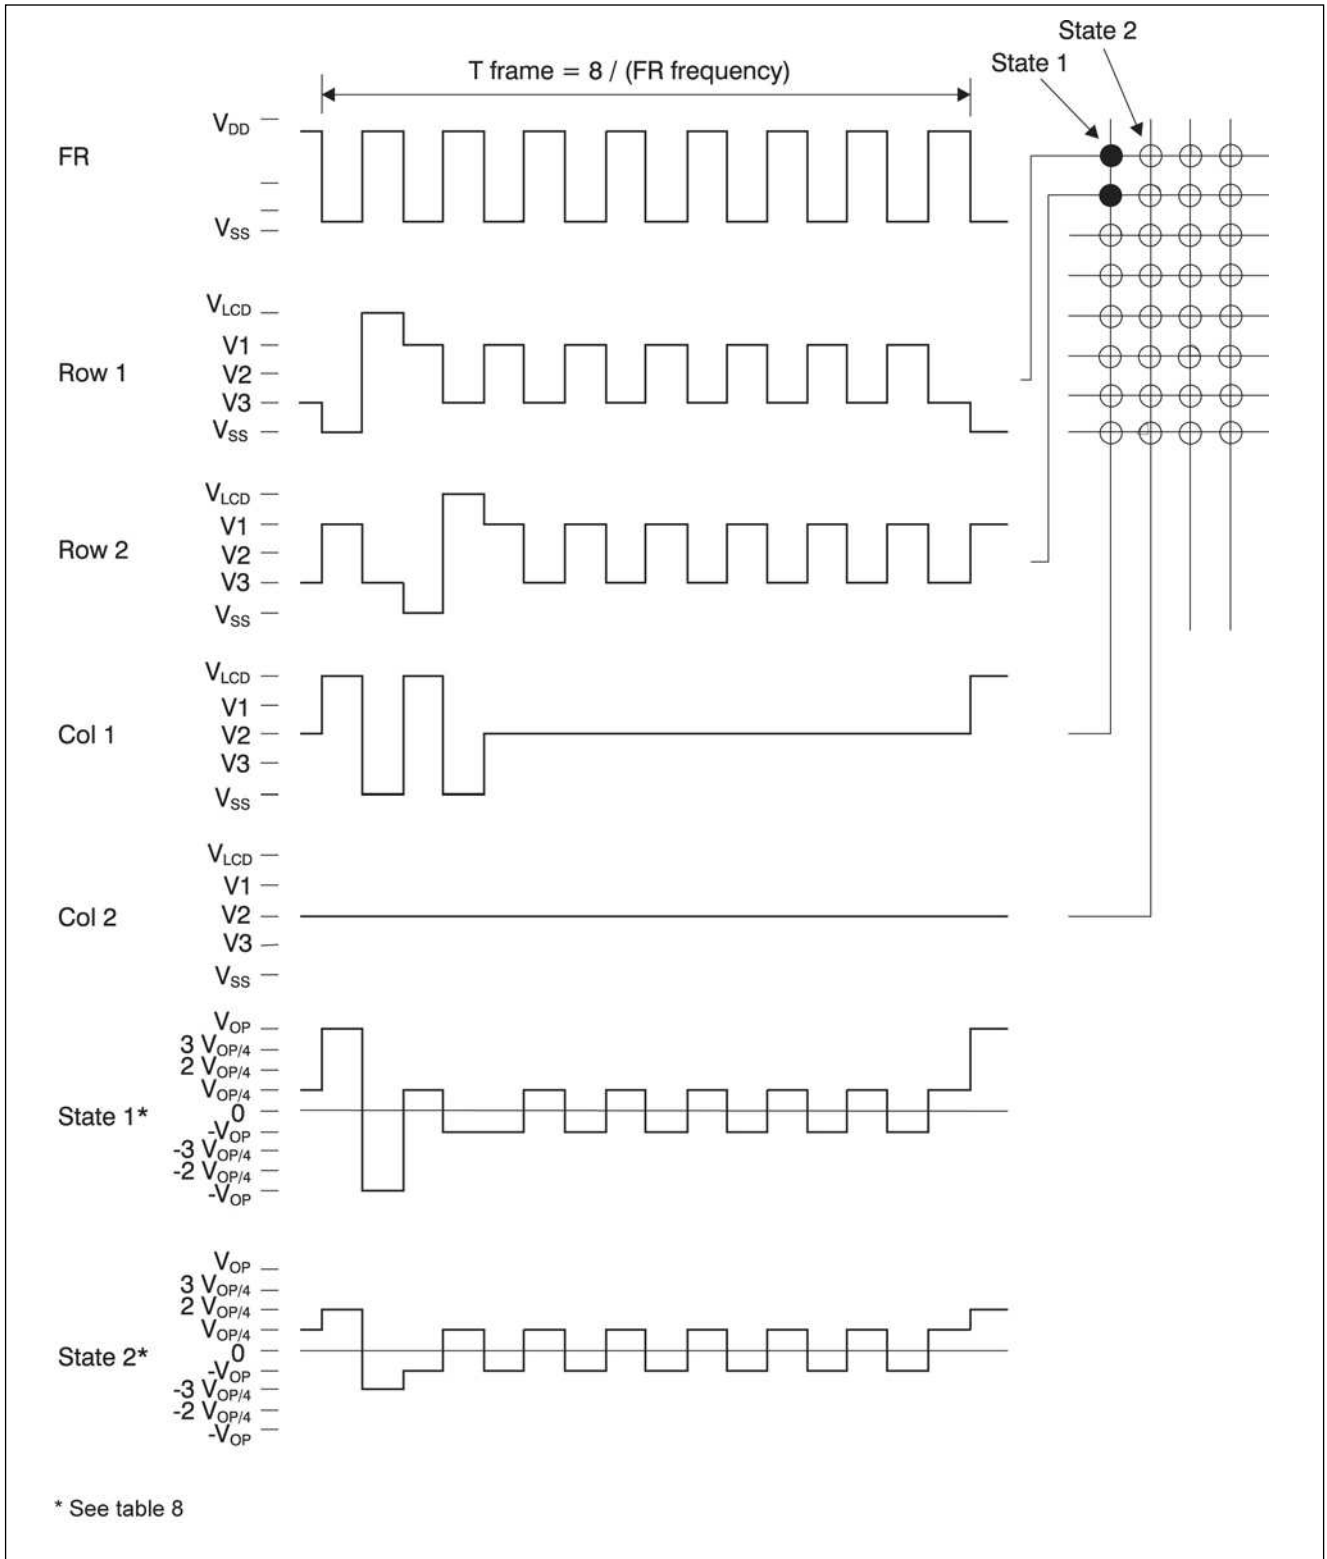 State 2
State 1
T frame = 8 / (FR frequency)
FR
VDD
VSS
Row 1
VLCD
V1
V2
V3
VSS
Row 2
VLCD
V1
V2
V3
VSS
Col 1
VLCD
V1
V2
V3
VSS
Col 2
VLCD
V1
V2
V3
VSS
State 1*
VOP
3 VOP/4
2 VOP/4
VOP/4
0
-VOP
-3 VOP/4
-2 VOP/4
-VOP
State 2*
VOP
3 VOP/4
2 VOP/4
VOP/4
0
-VOP
-3 VOP/4
-2 VOP/4
-VOP
* See table 8